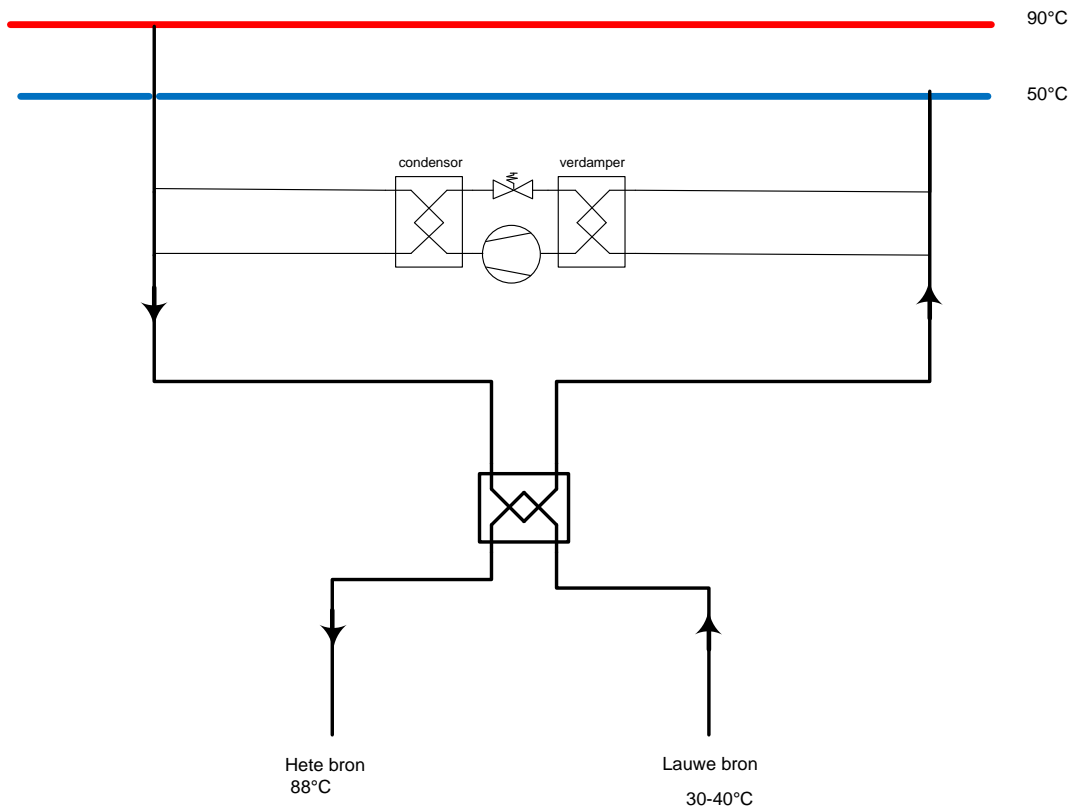 90°C
50°C
condensor
verdamper
Hete bron
88°C
Lauwe bron
30-40°C